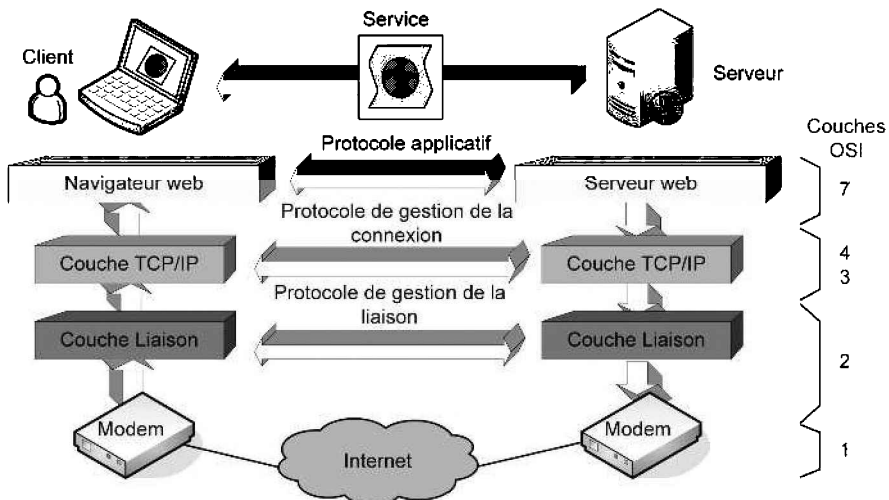 Service
Client
Serveur
Couches
OSI
Protocole applicatif
Navigateur web
Serveur web
7
Protocole de gestion de la
connexion
Couche TCP/IP
Couche TCP/IP
4
3
Protocole de gestion de la
liaison
Couche Liaison
Couche Liaison
2
Modem
Modem
Internet
1